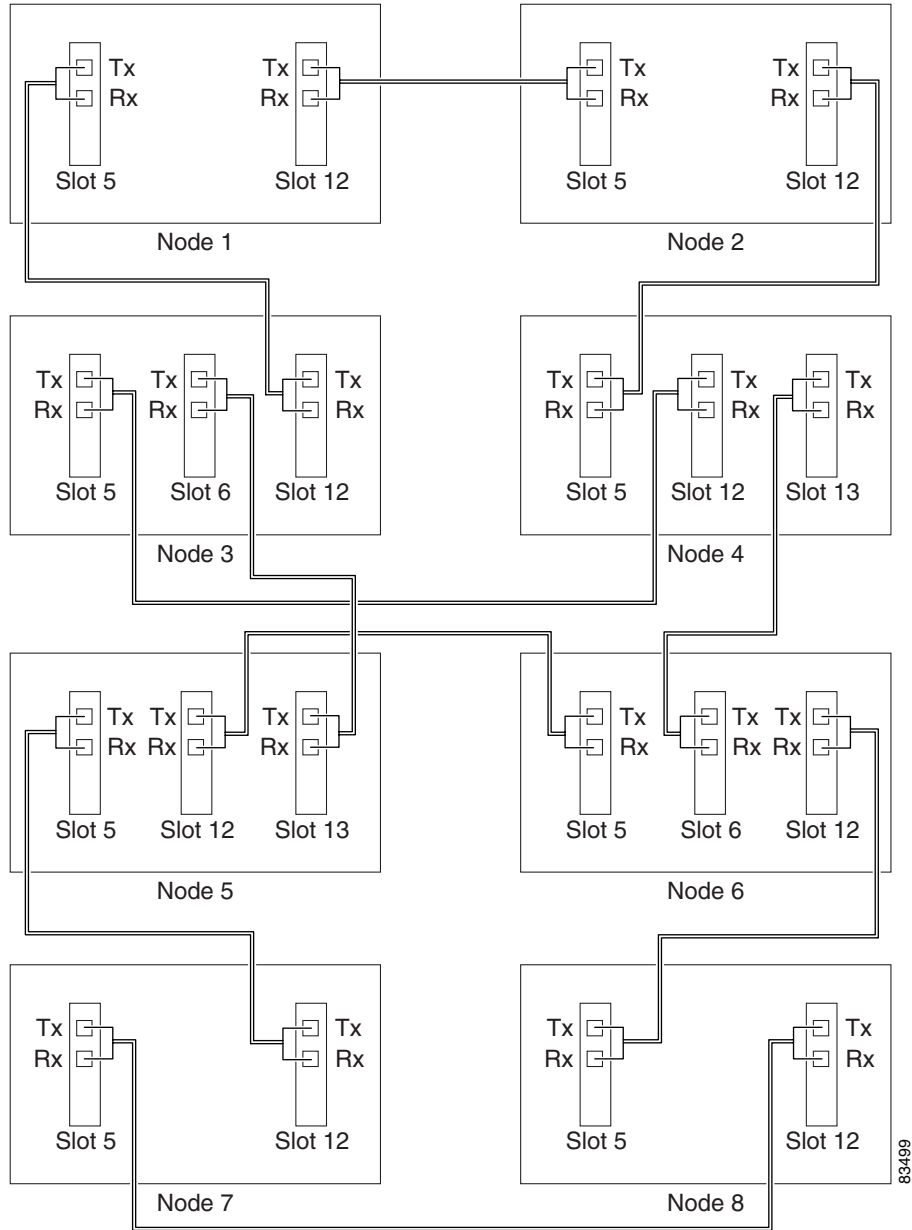 Tx Tx Tx Tx
Rx Rx Rx Rx
Slot 5 Slot 12 Slot 5 Slot 12
Node 1 Node 2
Tx Tx Tx Tx Tx Tx
Rx Rx Rx Rx Rx Rx
Slot 5 Slot 6 Slot 12 Slot 5 Slot 12 Slot 13
Node 3 Node 4
Tx Tx Tx Tx Tx Tx
Rx Rx Rx Rx Rx Rx
Slot 5 Slot 12 Slot 13 Slot 5 Slot 6 Slot 12
Node 5 Node 6
Tx Tx Tx Tx
Rx Rx Rx Rx
Slot 5 Slot 12 Slot 5 Slot 12
Node 7 Node 8
83499